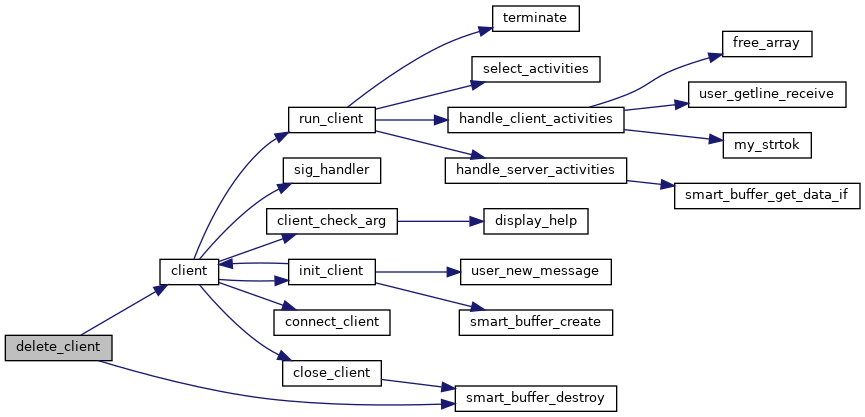 terminate
free_array
select_activities
user_getline_receive
run_client
handle_client_activities
my_strtok
sig_handler
handle_server_activities
smart_buffer_get_data_if
client_check_arg
display_help
client
init_client
user_new_message
connect_client
smart_buffer_create
delete_client
close_client
smart_buffer_destroy